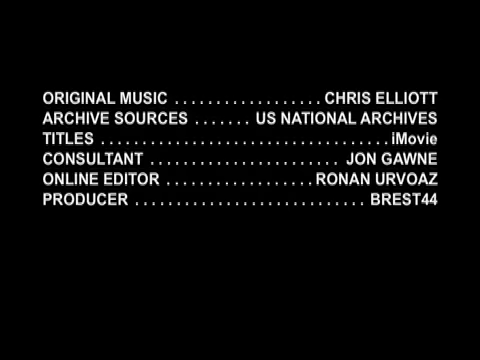 ORIGINAL MUSIC . . . . . . . . . . . . . . . . . . CHRIS ELLIOTT
ARCHIVE SOURCES . . . . . . . US NATIONAL ARCHIVES
TITLES . . . . . . . . . . . . . . . . . . . . . . . . . . . . . . . . . . . iMovie
CONSULTANT . . . . . . . . . . . . . . . . . . . . . . . JON GAWNE
ONLINE EDITOR . . . . . . . . . . . . . . . . . . RONAN URVOAZ
PRODUCER . . . . . . . . . . . . . . . . . . . . . . . . . . . . BREST44